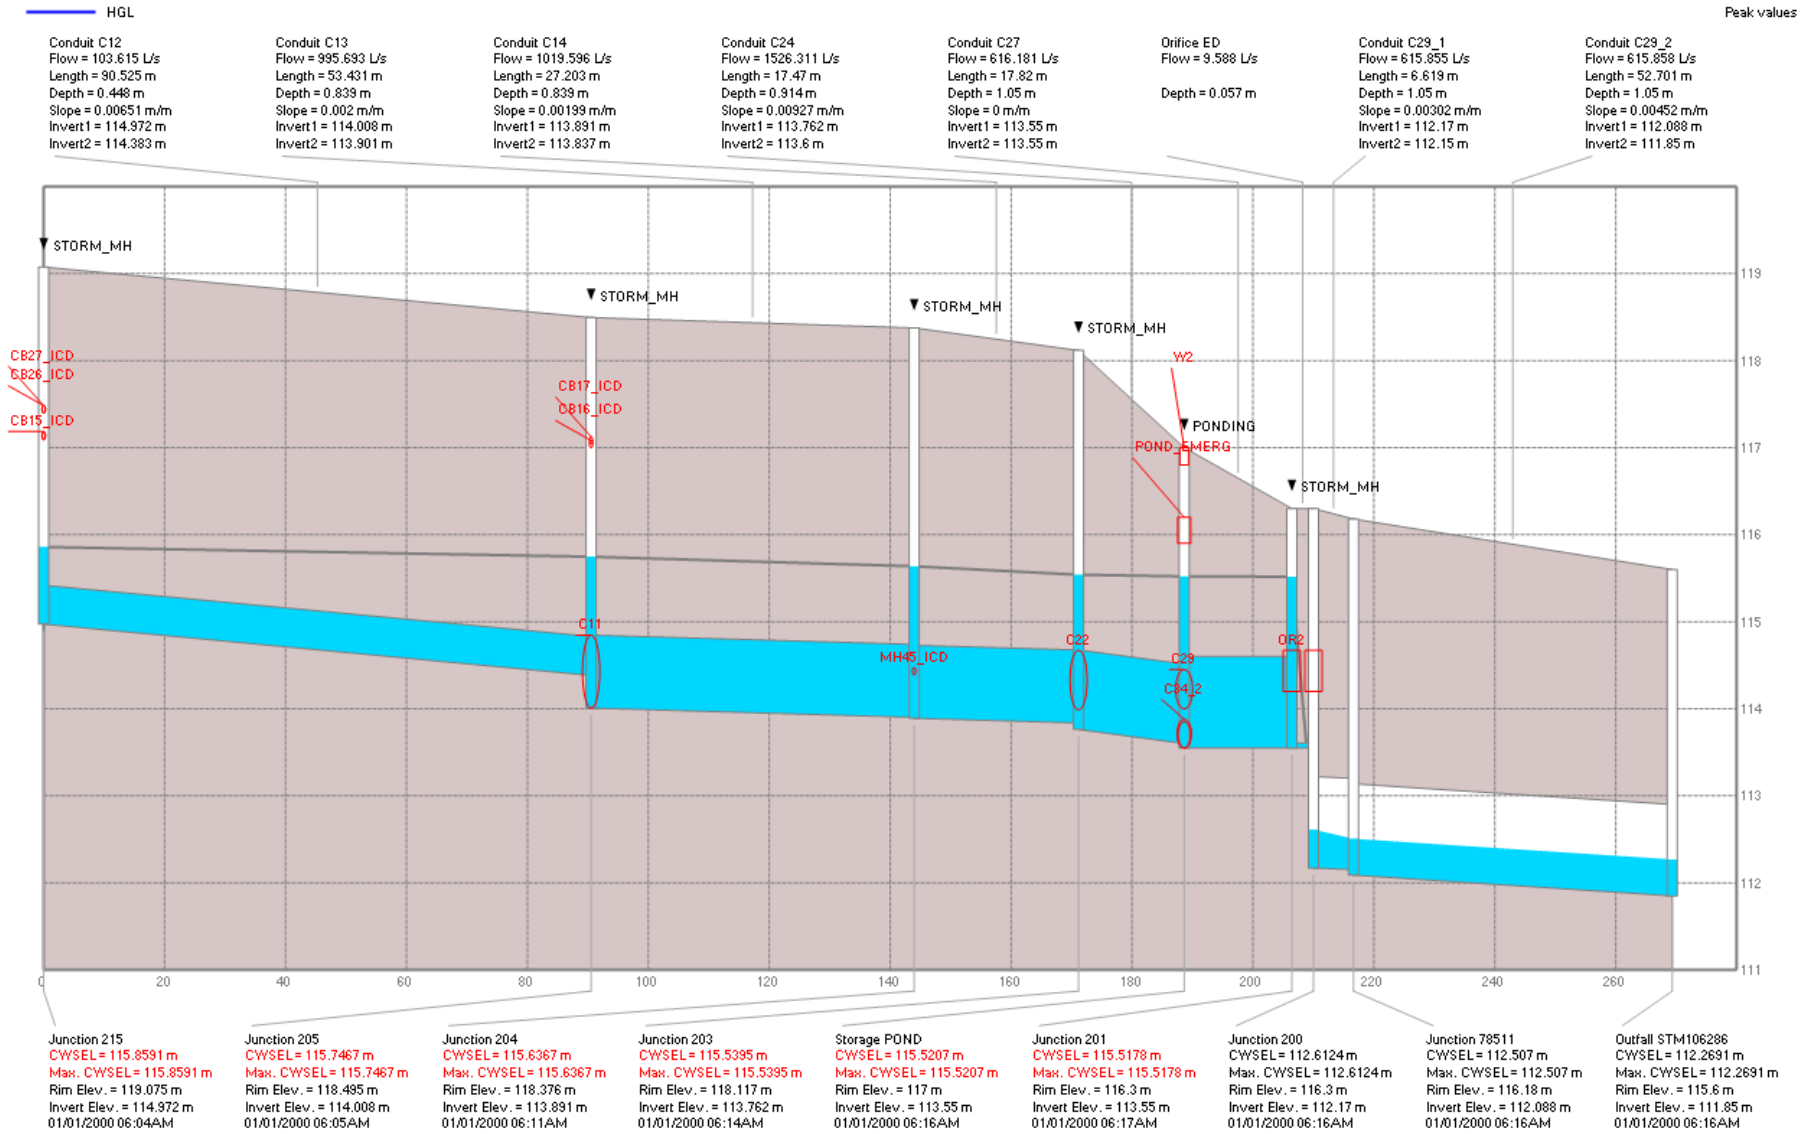 HGL
Peak values
Conduit C12
Flow = 103.615 L/s
Length = 90.525 m
Depth = 0.448 m
Slope = 0.00651 m/m
Invert1 = 114.972 m
Invert2 = 114.383 m
Conduit C13
Flow = 995.693 L/s
Length = 53.431 m
Depth = 0.839 m
Slope = 0.002 m/m
Invert1 = 114.008 m
Invert2 = 113.901 m
Conduit C14
Flow = 1019.596 L/s
Length = 27.203 m
Depth = 0.839 m
Slope = 0.00199 m/m
Invert1 = 113.891 m
Invert2 = 113.837 m
Conduit C24
Flow = 1526.311 L/s
Length = 17.47 m
Depth = 0.914 m
Slope = 0.00927 m/m
Invert1 = 113.762 m
Invert2 = 113.6 m
Conduit C27
Flow = 616.181 L/s
Length = 17.82 m
Depth = 1.05 m
Slope = 0 m/m
Invert1 = 113.55 m
Invert2 = 113.55 m
Orifice ED
Flow = 9.588 L/s
Depth = 0.057 m
Conduit C29_1
Flow = 615.855 L/s
Length = 6.619 m
Depth = 1.05 m
Slope = 0.00302 m/m
Invert1 = 112.17 m
Invert2 = 112.15 m
Conduit C29_2
Flow = 615.858 L/s
Length = 52.701 m
Depth = 1.05 m
Slope = 0.00452 m/m
Invert1 = 112.088 m
Invert2 = 111.85 m
STORM_MH
STORM_MH
STORM_MH
STORM_MH
PONDING
STORM_MH
CB27_ICD
CB26_ICD
CB15_ICD
CB17_ICD
CB16_ICD
W2
POND_EMERG
C11
MH45_ICD
C22
C29
C34_2
OR2
119
118
117
116
115
114
113
112
111
0
20
40
60
80
100
120
140
160
180
200
220
240
260
Junction 215
CWSEL = 115.8591 m
Max. CWSEL = 115.8591 m
Rim Elev. = 119.075 m
Invert Elev. = 114.972 m
01/01/2000 06:04AM
Junction 205
CWSEL = 115.7467 m
Max. CWSEL = 115.7467 m
Rim Elev. = 118.495 m
Invert Elev. = 114.008 m
01/01/2000 06:05AM
Junction 204
CWSEL = 115.6367 m
Max. CWSEL = 115.6367 m
Rim Elev. = 118.376 m
Invert Elev. = 113.891 m
01/01/2000 06:11AM
Junction 203
CWSEL = 115.5395 m
Max. CWSEL = 115.5395 m
Rim Elev. = 118.117 m
Invert Elev. = 113.762 m
01/01/2000 06:14AM
Storage POND
CWSEL = 115.5207 m
Max. CWSEL = 115.5207 m
Rim Elev. = 117 m
Invert Elev. = 113.55 m
01/01/2000 06:16AM
Junction 201
CWSEL = 115.5178 m
Max. CWSEL = 115.5178 m
Rim Elev. = 116.3 m
Invert Elev. = 113.55 m
01/01/2000 06:17AM
Junction 200
CWSEL = 112.6124 m
Max. CWSEL = 112.6124 m
Rim Elev. = 116.3 m
Invert Elev. = 112.17 m
01/01/2000 06:16AM
Junction 78511
CWSEL = 112.507 m
Max. CWSEL = 112.507 m
Rim Elev. = 116.18 m
Invert Elev. = 112.088 m
01/01/2000 06:16AM
Outfall STM106286
CWSEL = 112.2691 m
Max. CWSEL = 112.2691 m
Rim Elev. = 115.6 m
Invert Elev. = 111.85 m
01/01/2000 06:16AM